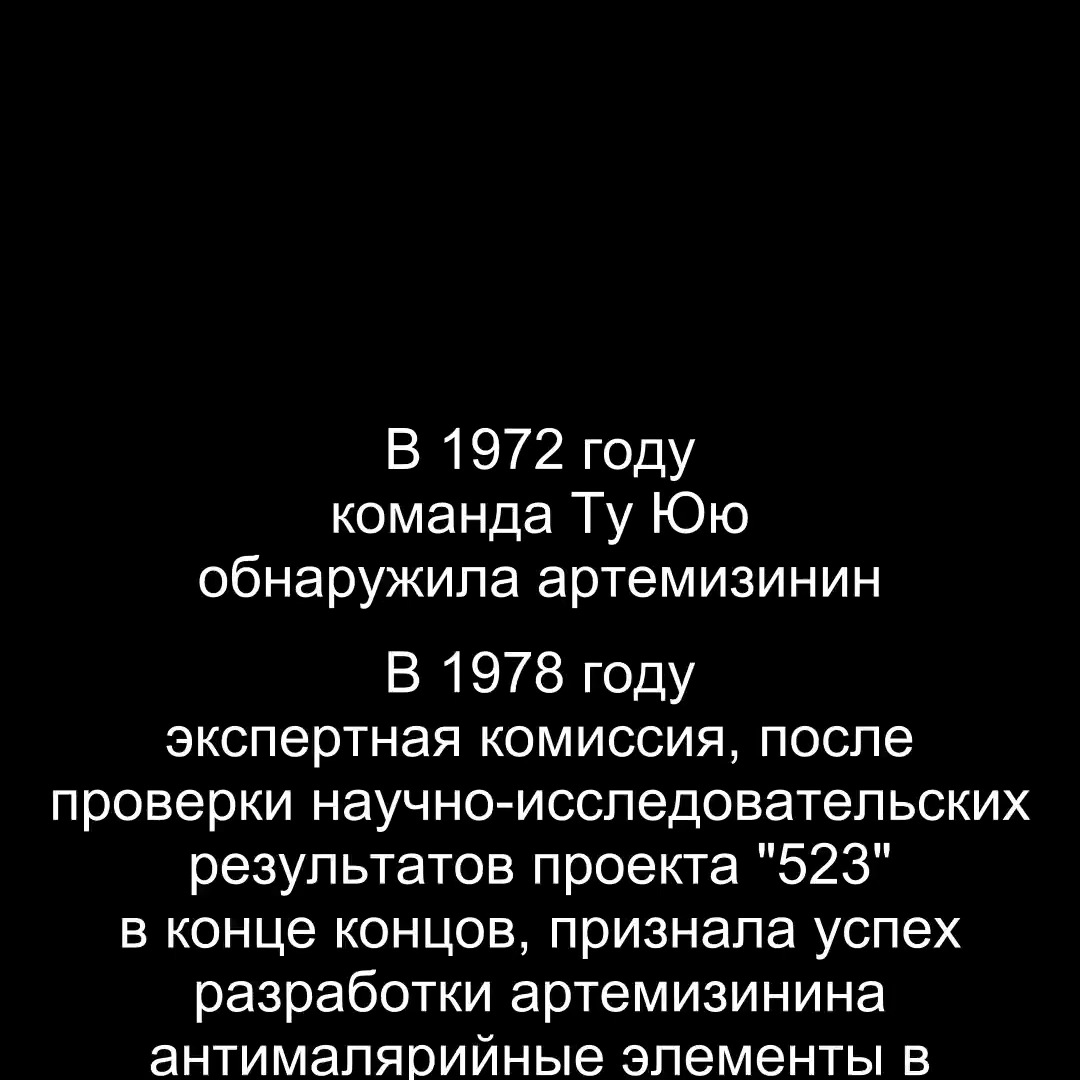 В 1972 году
команда Ту Юю
обнаружила артемизинин
В 1978 году
экспертная комиссия, после
проверки научно-исследовательских
результатов проекта "523"
в конце концов, признала успех
разработки артемизинина
антималярийные элементы в